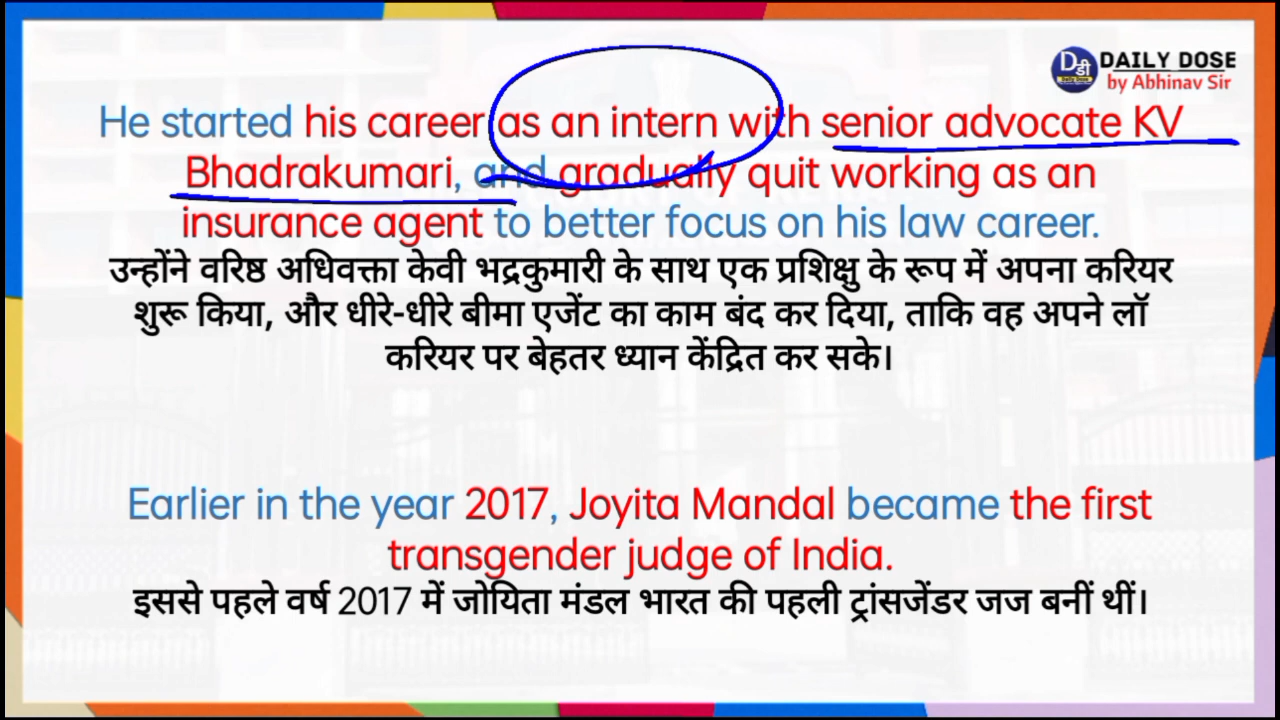 DAILY DOSE
by Abhinav Sir
He started his career as an intern with senior advocate KV
Bhadrakumari, and gradually quit working as an
insurance agent to better focus on his law career.
उन्होंने वरिष्ठ अधिवक्ता केवी भद्रकुमारी के साथ एक प्रशिक्षु के रूप में अपना करियर
शुरू किया, और धीरे-धीरे बीमा एजेंट का काम बंद कर दिया, ताकि वह अपने लॉ
करियर पर बेहतर ध्यान केंद्रित कर सके।
Earlier in the year 2017, Joyita Mandal became the first
transgender judge of India.
इससे पहले वर्ष 2017 में जोयिता मंडल भारत की पहली ट्रांसजेंडर जज बनीं थीं।